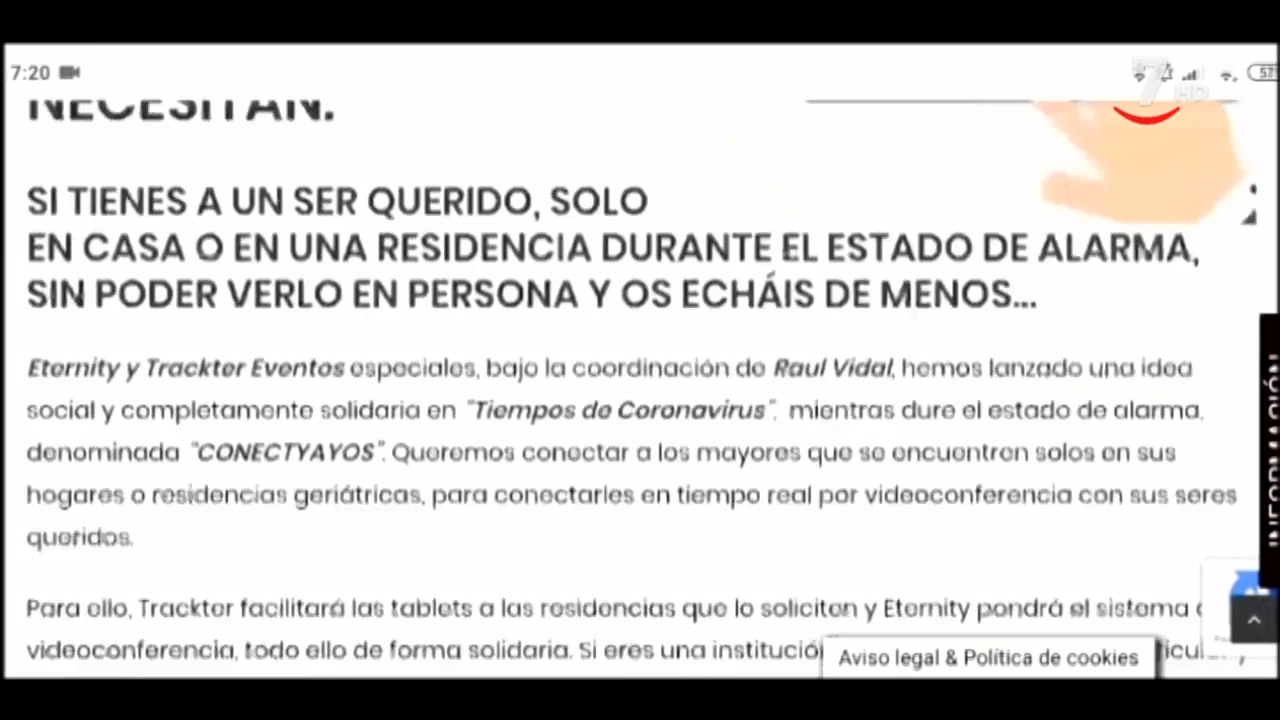 7:20
57
7
HD
NECESITAN.
SI TIENES A UN SER QUERIDO, SOLO
EN CASA O EN UNA RESIDENCIA DURANTE EL ESTADO DE ALARMA,
SIN PODER VERLO EN PERSONA Y OS ECHÁIS DE MENOS...
Eternity y Trackter Eventos especiales, bajo la coordinación de Raul Vidal, hemos lanzado una idea
social y completamente solidaria en "Tiempos de Coronavirus", mientras dure el estado de alarma,
denominada "CONECTYAYOS". Queremos conectar a los mayores que se encuentren solos en sus
hogares o residencias geriátricas, para conectarles en tiempo real por videoconferencia con sus seres
queridos.
Para ello, Trackter facilitará las tablets a las residencias que lo soliciten y Eternity pondrá el sistema
videoconferencia, todo ello de forma solidaria. Si eres una
Aviso legal & Política de cookies
INFORMACIÓN